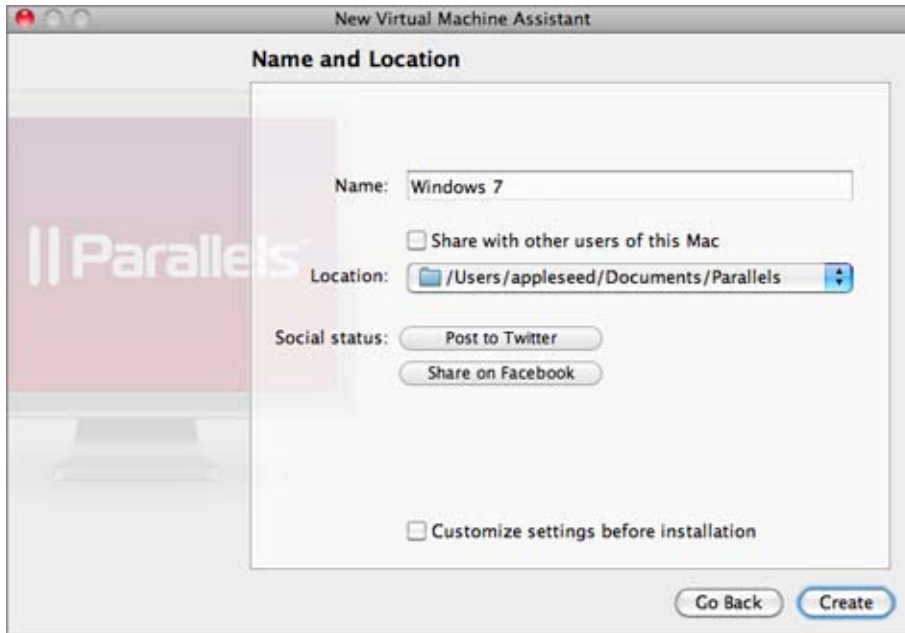 New Virtual Machine Assistant
Name and Location
Name: Windows 7
Share with other users of this Mac
Location: /Users/appleseed/Documents/Parallels
Parallels™
Social status: Post to Twitter
Share on Facebook
Customize settings before installation
Go Back Create